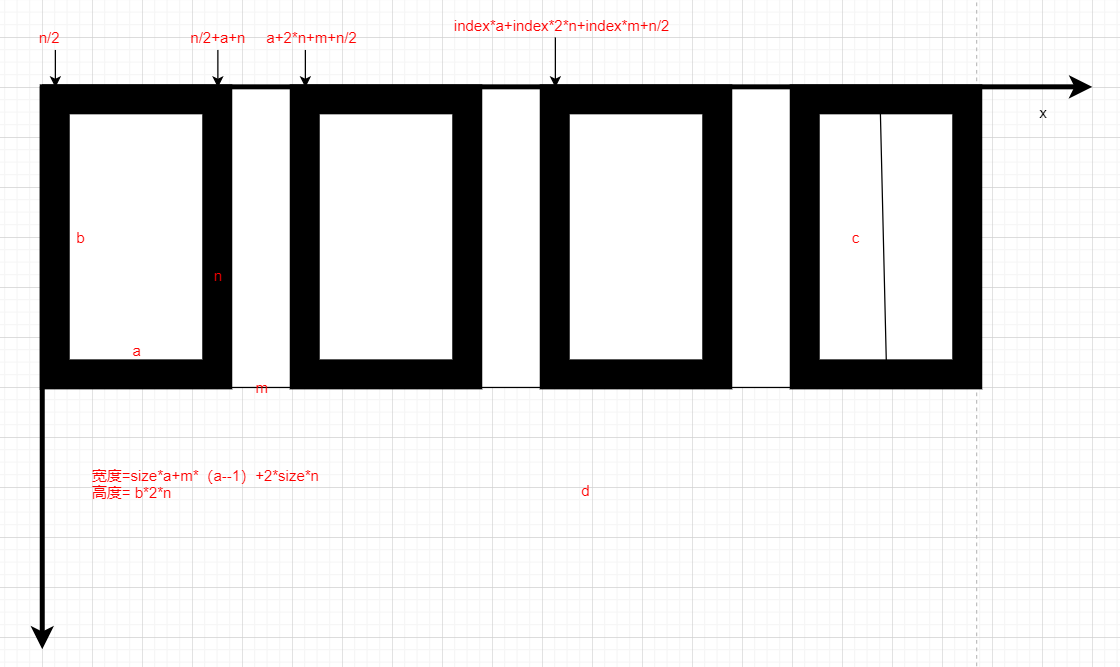 n/2
n/2+a+n
a+2*n+m+n/2
index*a+index*2*n+index*m+n/2
x
b
c
n
a
m
宽度=size*a+m*（a--1）+2*size*n
高度= b*2*n
d